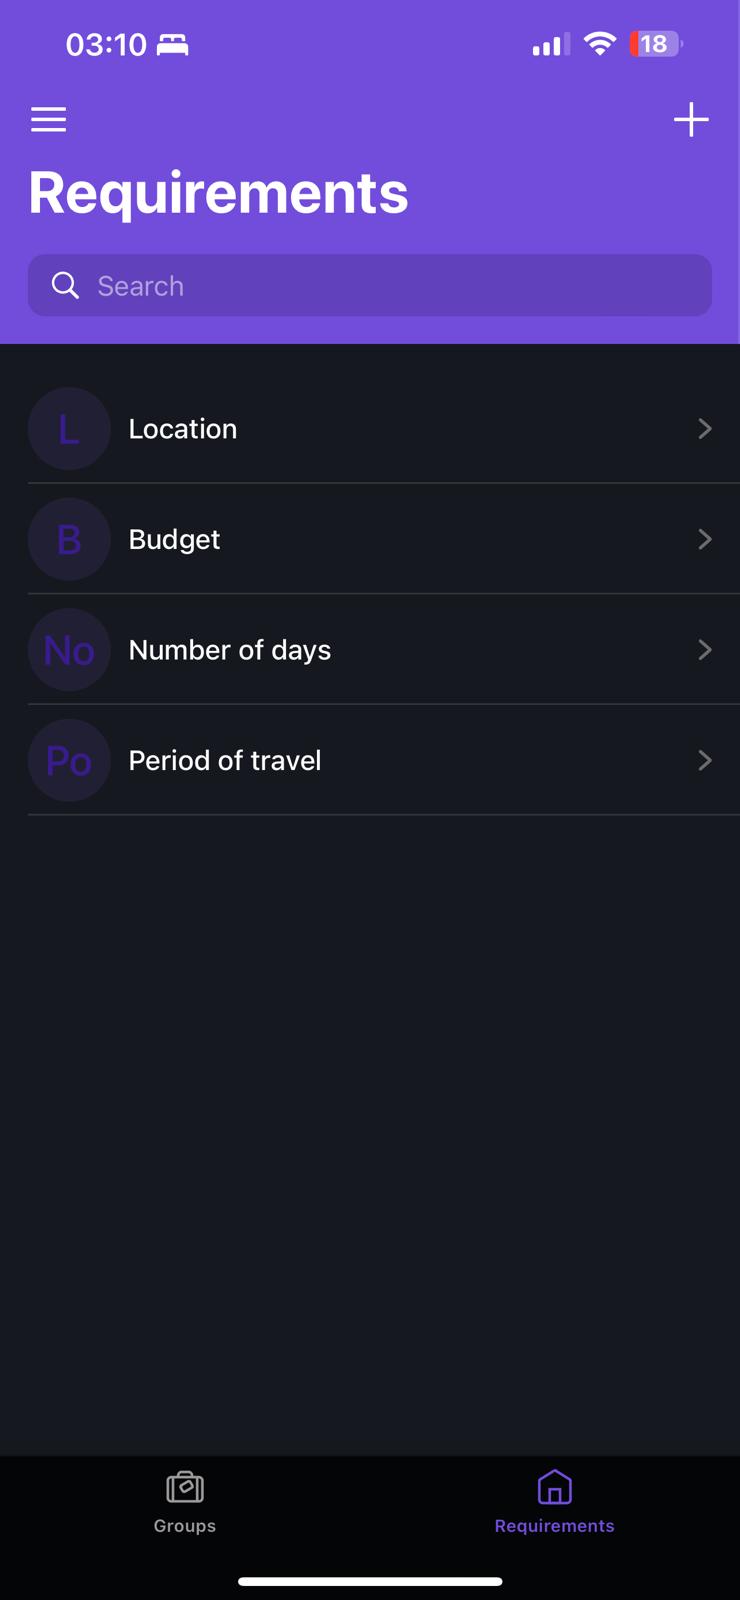 03:10
18
Requirements
Search
L Location
B Budget
No Number of days
Po Period of travel
Groups Requirements